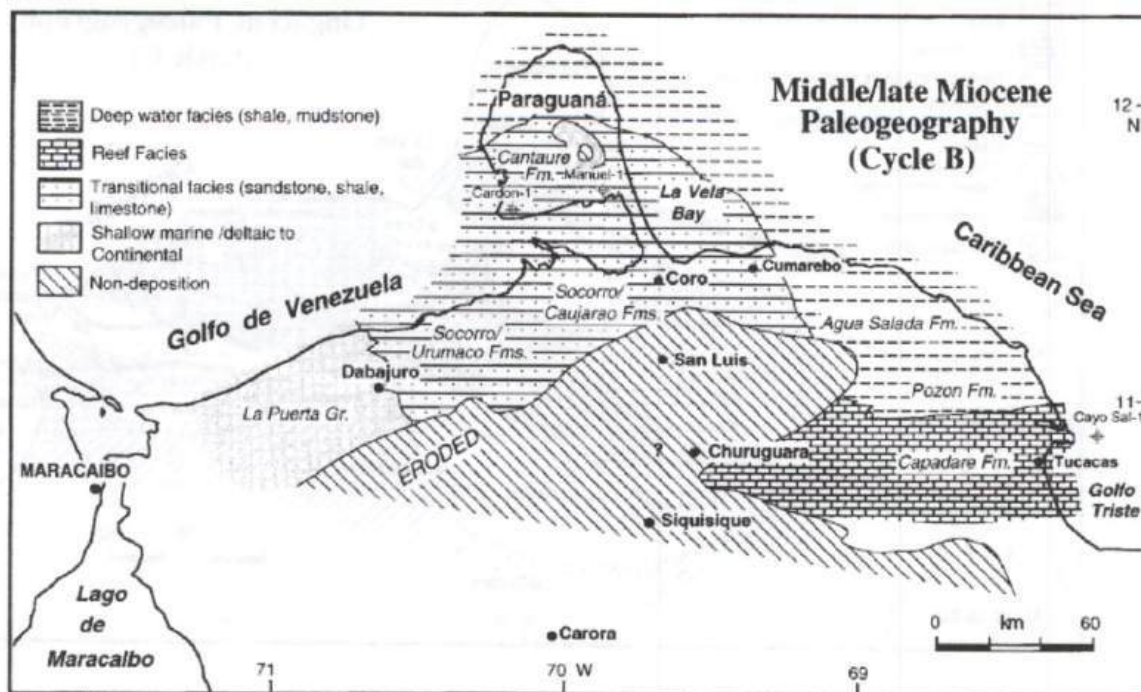 Middle/late Miocene
Paleogeography
(Cycle B)
Deep water facies (shale, mudstone)
Reef Facies
Transitional facies (sandstone, shale,
limestone)
Shallow marine /deltaic to
Continental
Non-deposition
12
N
Paraguaná
Cantaure
Fm.
Manuel-1
Cardon-1
La Vela
Bay
Caribbean Sea
Golfo de Venezuela
Coro
Cumarebo
Socorro/
Caujarao Fms.
Agua Salada Fm.
Socorro/
Urumaco Fms.
San Luis
Dabajuro
Pozon Fm.
La Puerta Gr.
11
Cayo Sal-1
ERODED
?
Churuguara
Capadare Fm.
Tucacas
MARACAIBO
Golfo
Triste
Siquisique
Lago
de
Maracalbo
Carora
0 km 60
71
70 W
69